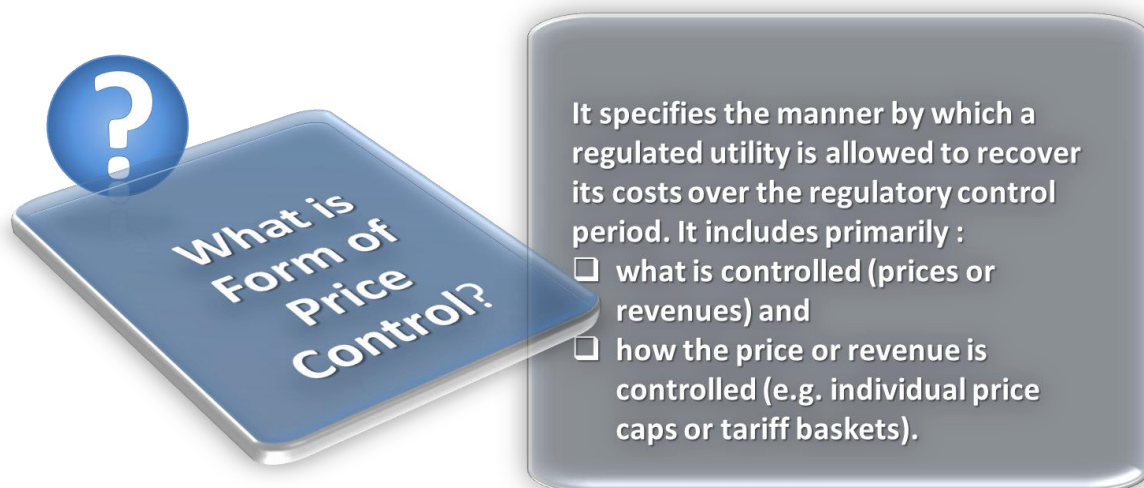 ?
What is
Form of
Price
Control?
It specifies the manner by which a
regulated utility is allowed to recover
its costs over the regulatory control
period. It includes primarily :
❑ what is controlled (prices or
revenues) and
❑ how the price or revenue is
controlled (e.g. individual price
caps or tariff baskets).